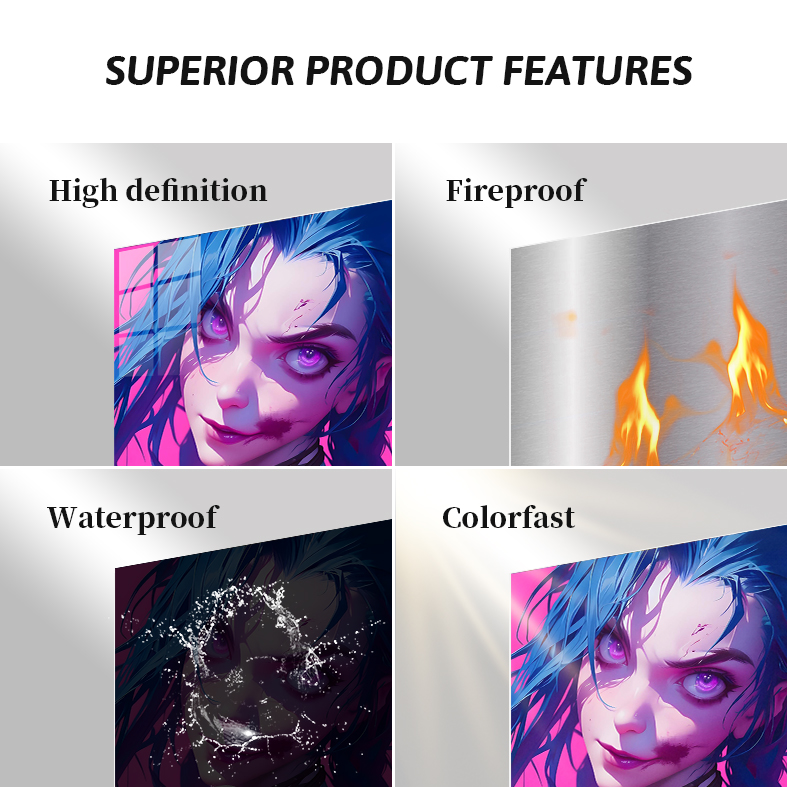 SUPERIOR PRODUCT FEATURES
High definition
Fireproof
Waterproof
Colorfast